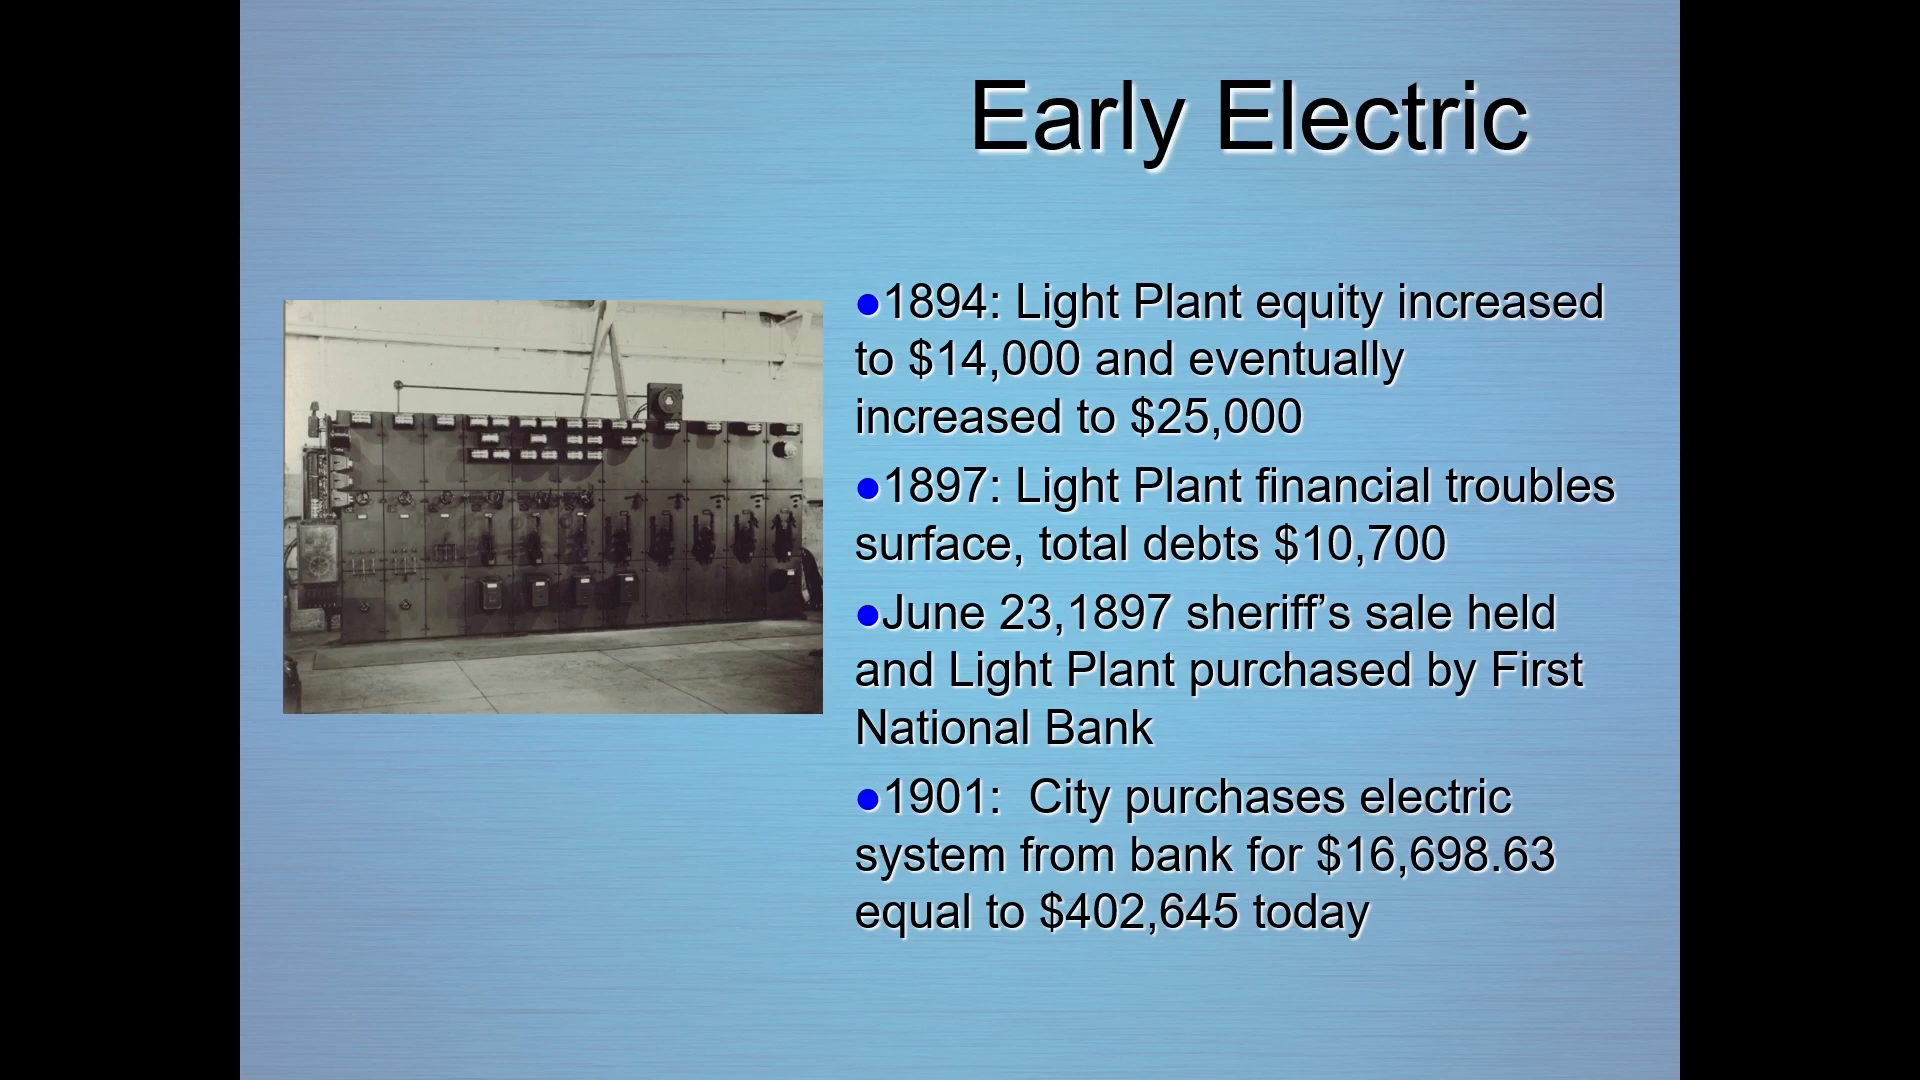 Early Electric
●1894: Light Plant equity increased
to $14,000 and eventually
increased to $25,000
●1897: Light Plant financial troubles
surface, total debts $10,700
●June 23,1897 sheriff’s sale held
and Light Plant purchased by First
National Bank
●1901:  City purchases electric
system from bank for $16,698.63
equal to $402,645 today